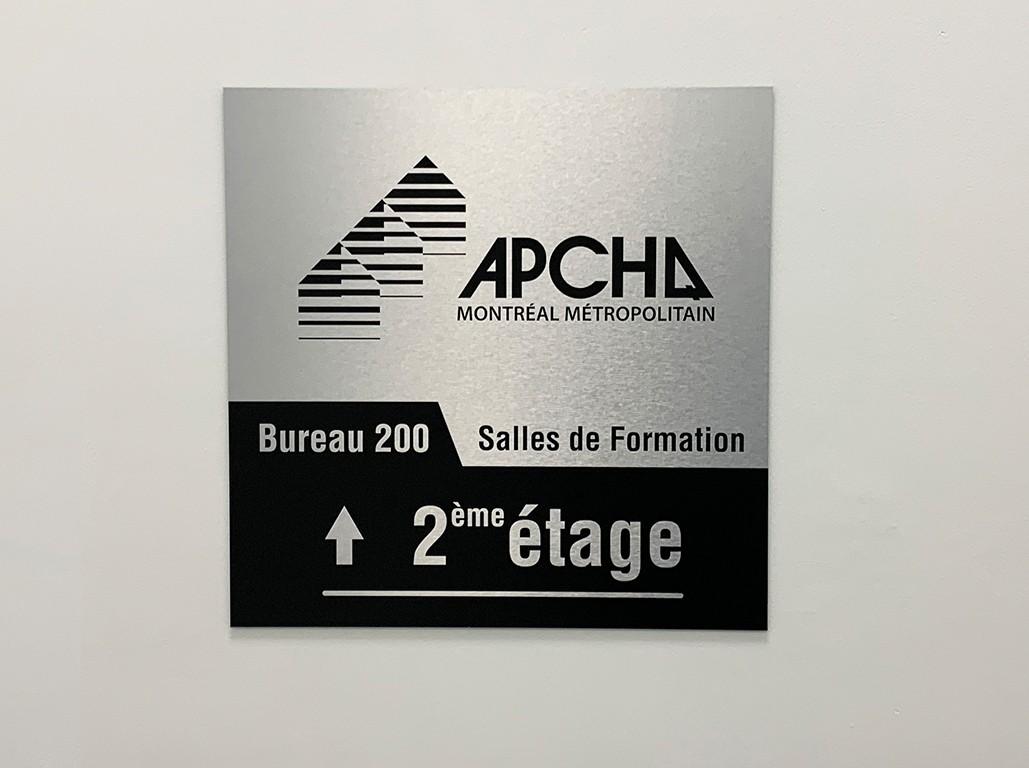 APCHQ
MONTRÉAL MÉTROPOLITAIN
Bureau 200
Salles de Formation
2ème étage